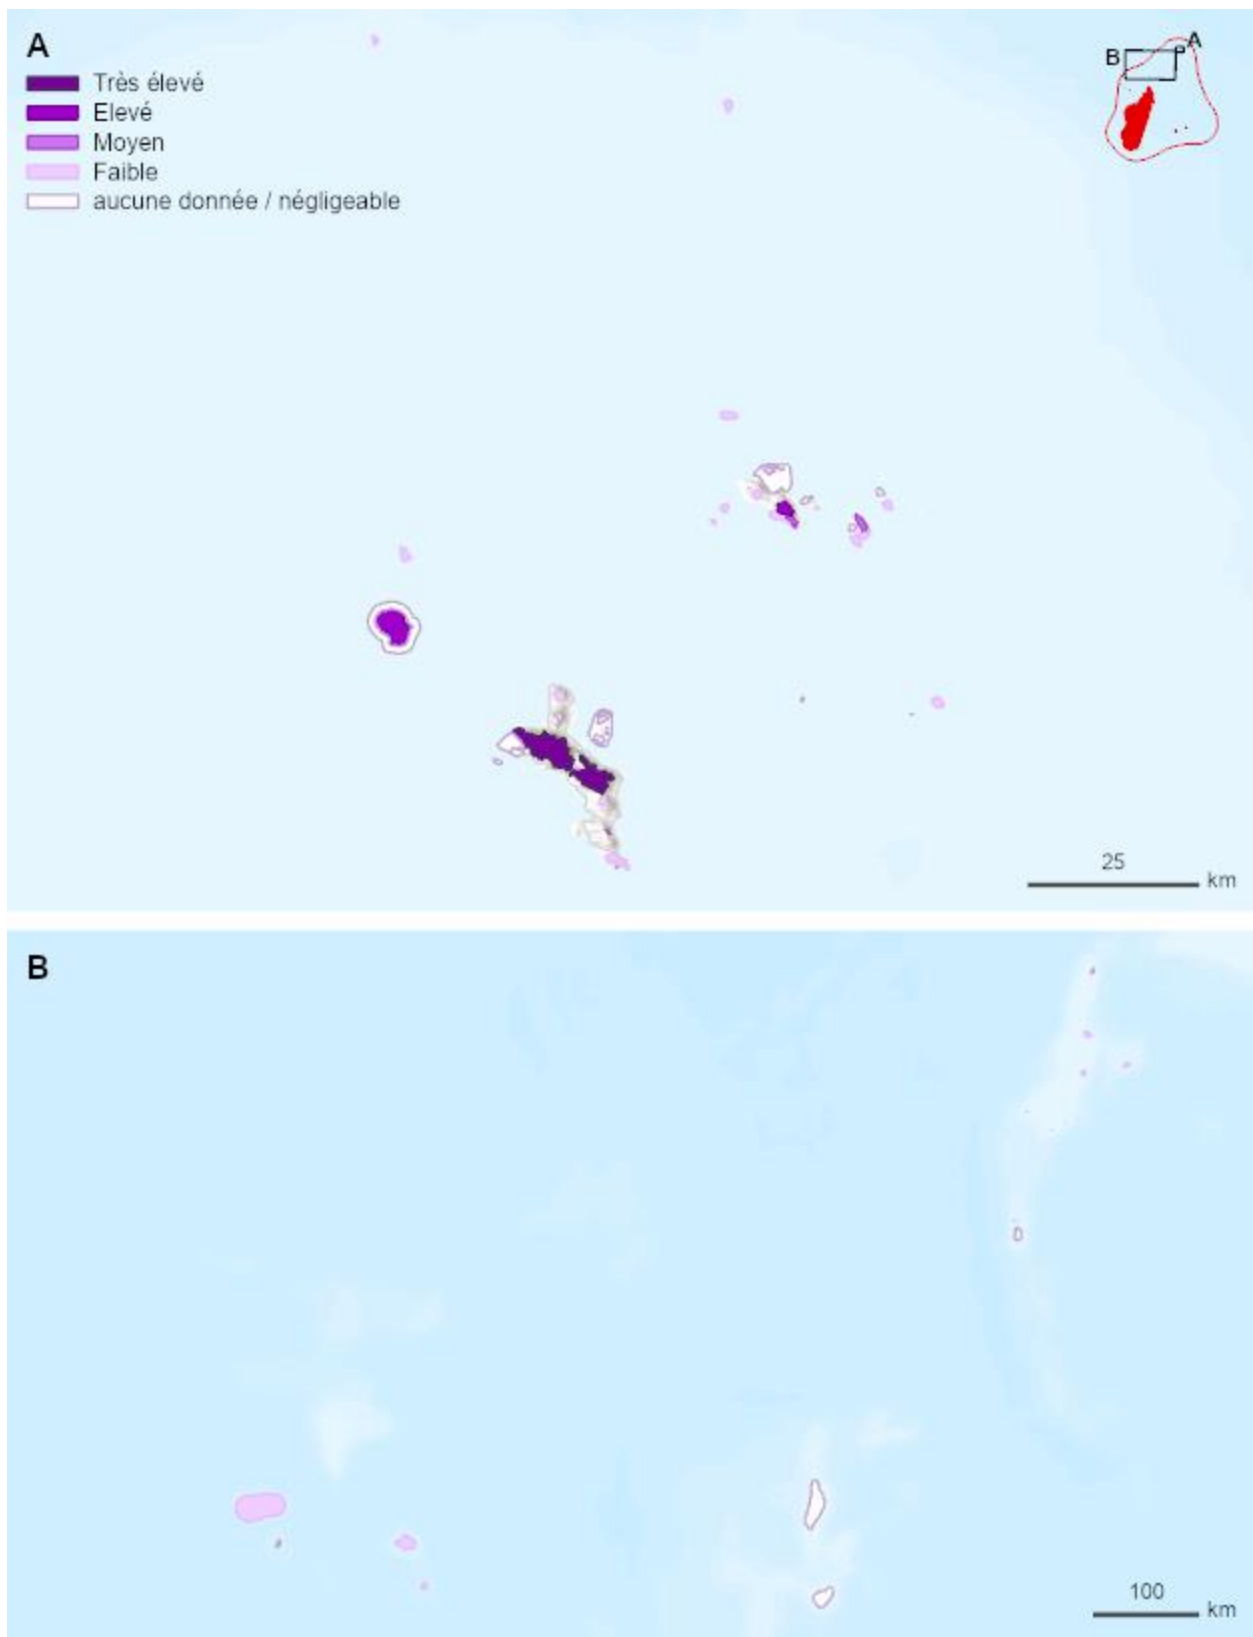 A
Très élevé
Elevé
Moyen
Faible
aucune donnée / négligeable
A
B
25
km
B
100
km